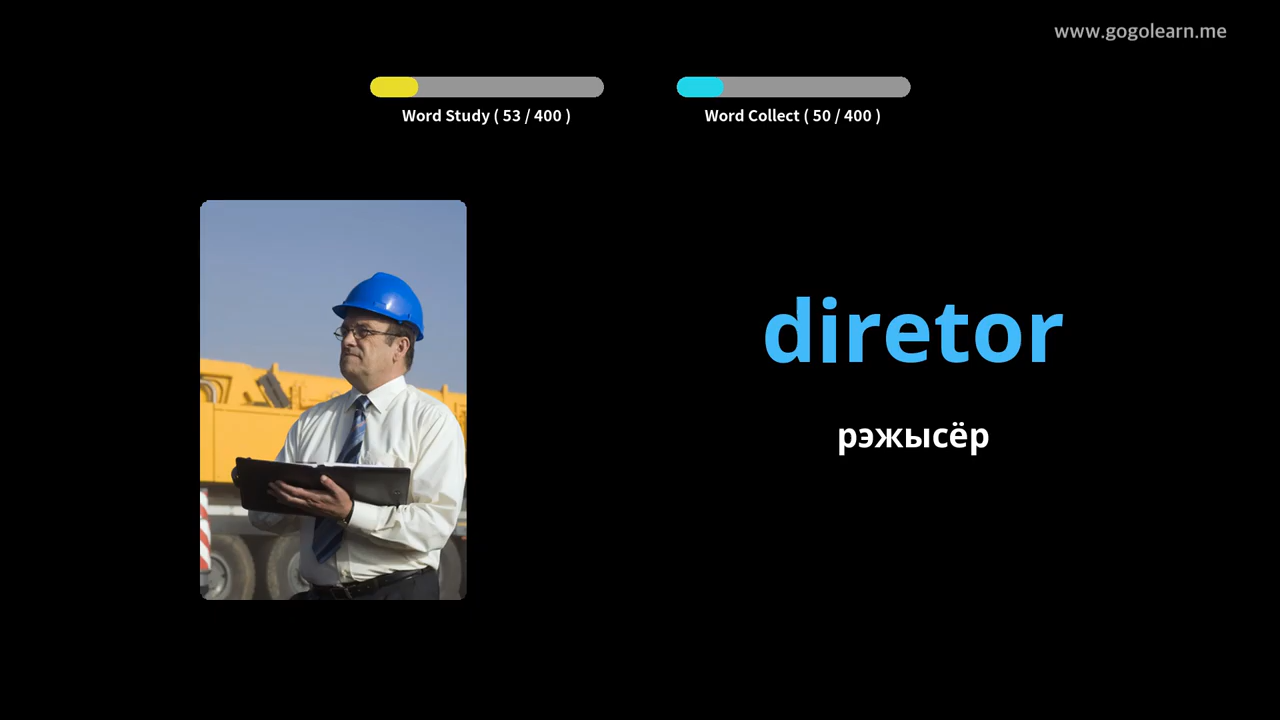 www.gogolearn.me
Word Study ( 53 / 400 )
Word Collect ( 50 / 400 )
diretor
рэжысёр